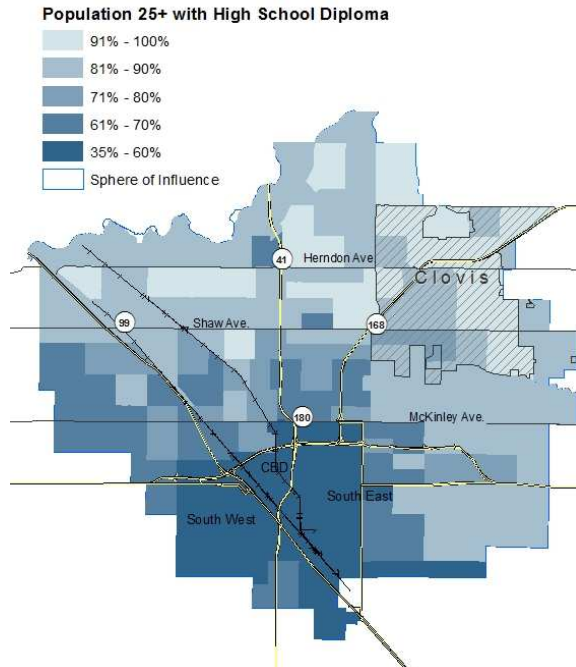 Population 25+ with High School Diploma
91% - 100%
81% - 90%
71% - 80%
61% - 70%
35% - 60%
Sphere of Influence
41
Herndon Ave.
Clovis
99
Shaw Ave.
168
180
McKinley Ave.
CBD
South West
South East